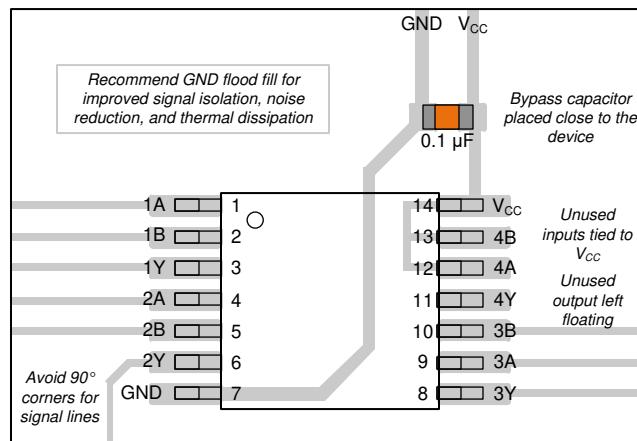 GND V_CC
Recommend GND flood fill for
improved signal isolation, noise
reduction, and thermal dissipation
Bypass capacitor
placed close to the
device
0.1 µF
1A 1 14 V_CC
1B 2 13 4B
1Y 3 12 4A
2A 4 11 4Y
2B 5 10 3B
2Y 6 9 3A
GND 7 8 3Y
Unused
inputs tied to
V_CC
Unused
output left
floating
Avoid 90°
corners for
signal lines